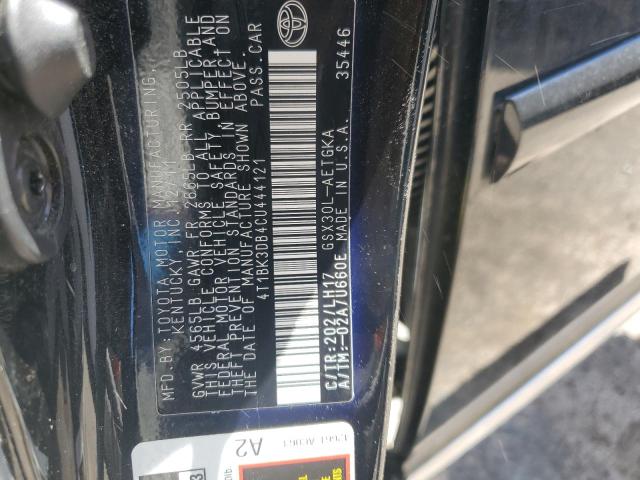 MFD. BY: TOYOTA MOTOR MANUFACTURING,
KENTUCKY, INC. 12/11
GVWR 4565LB GAWR FR 2665LB RR 2505LB
THIS VEHICLE CONFORMS TO ALL APPLICABLE
FEDERAL MOTOR VEHICLE SAFETY, BUMPER, AND
THEFT PREVENTION STANDARDS IN EFFECT ON
THE DATE OF MANUFACTURE SHOWN ABOVE.
4T1BK3DB4CU444121 PASS.CAR
C/TR:202/LH17 GSX30L-AETGKA
A/TM:-02A/U660E MADE IN U.S.A. 35446
A2